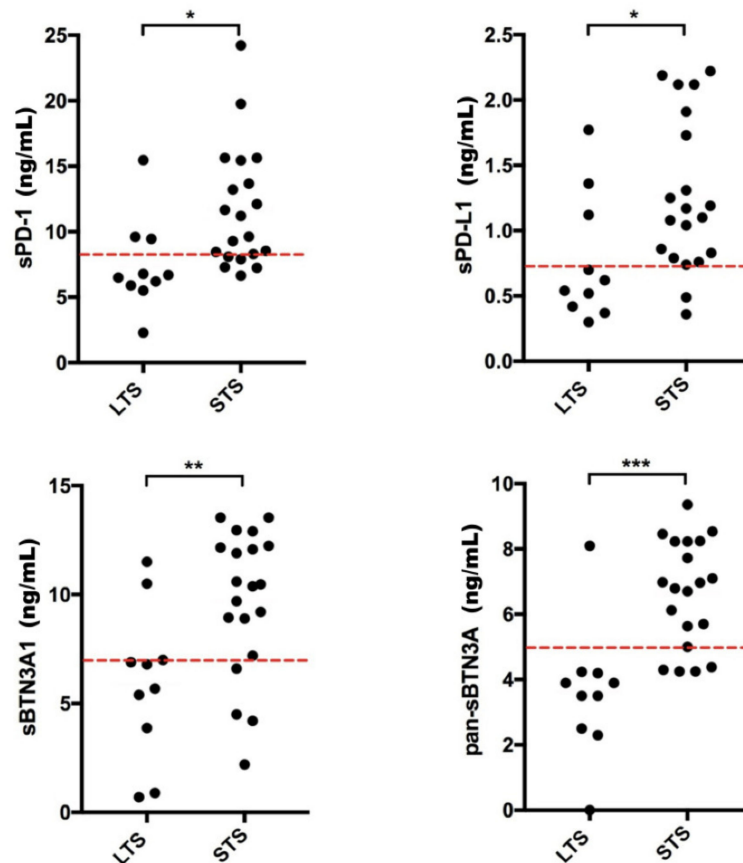 *
25
20
15
10
5
0
sPD-1 (ng/mL)
LTS
STS
*
2.5
2.0
1.5
1.0
0.5
0.0
sPD-L1 (ng/mL)
LTS
STS
**
15
10
5
0
sBTN3A1 (ng/mL)
LTS
STS
***
10
8
6
4
2
0
pan-sBTN3A (ng/mL)
LTS
STS